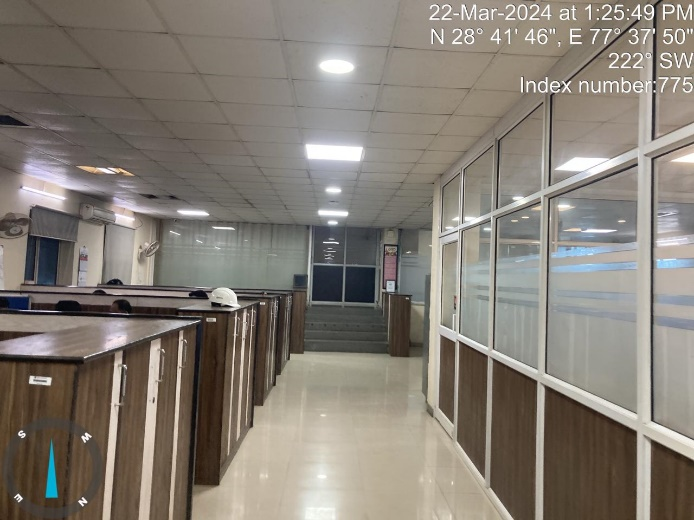 22-Mar-2024 at 1:25:49 PM
N 28° 41' 46", E 77° 37' 50"
222° SW
Index number:775
S
W
E
N